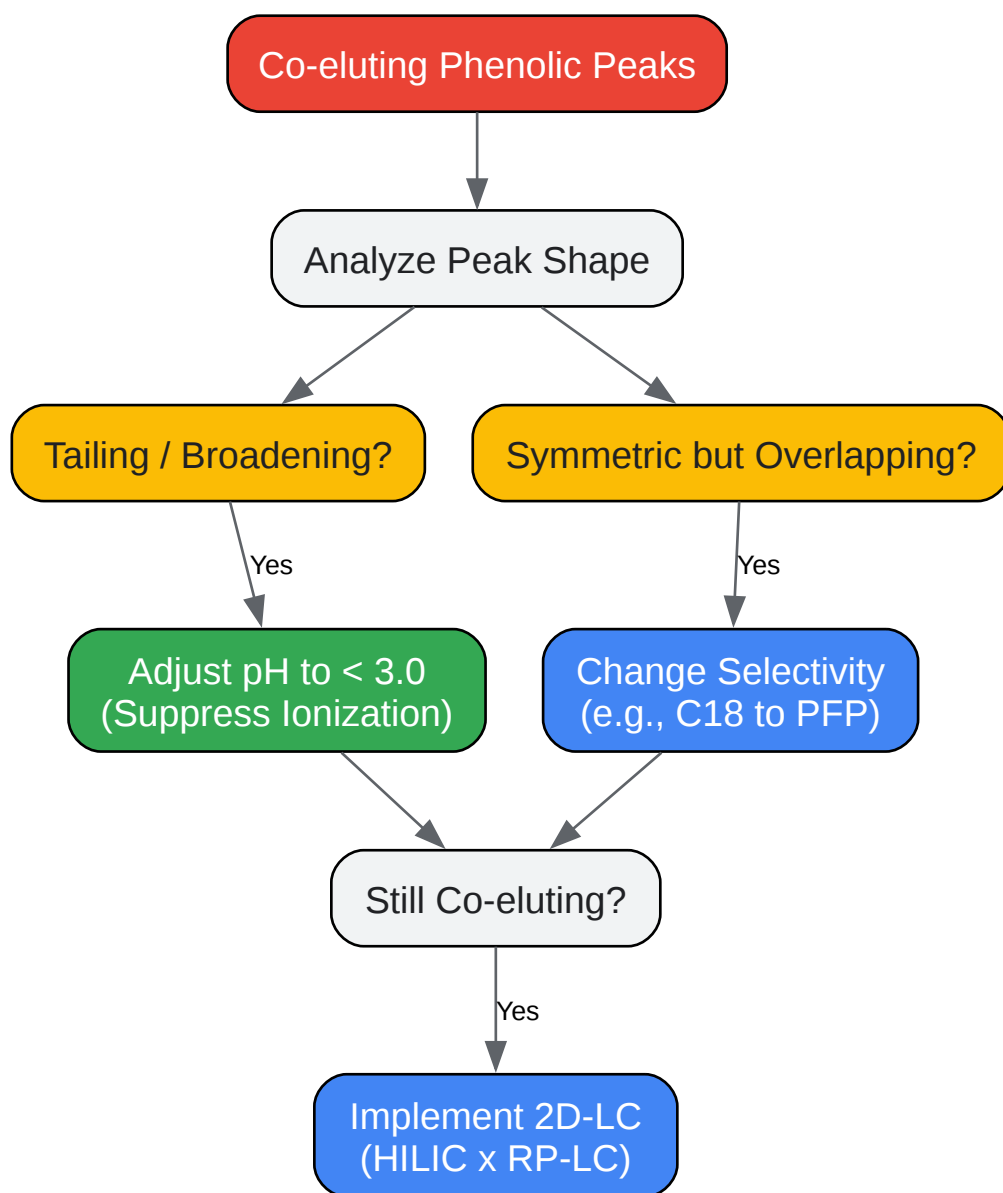 Co-eluting Phenolic Peaks
Analyze Peak Shape
Tailing / Broadening?
Symmetric but Overlapping?
Yes
Yes
Adjust pH to < 3.0
(Suppress Ionization)
Change Selectivity
(e.g., C18 to PFP)
Still Co-eluting?
Yes
Implement 2D-LC
(HILIC x RP-LC)